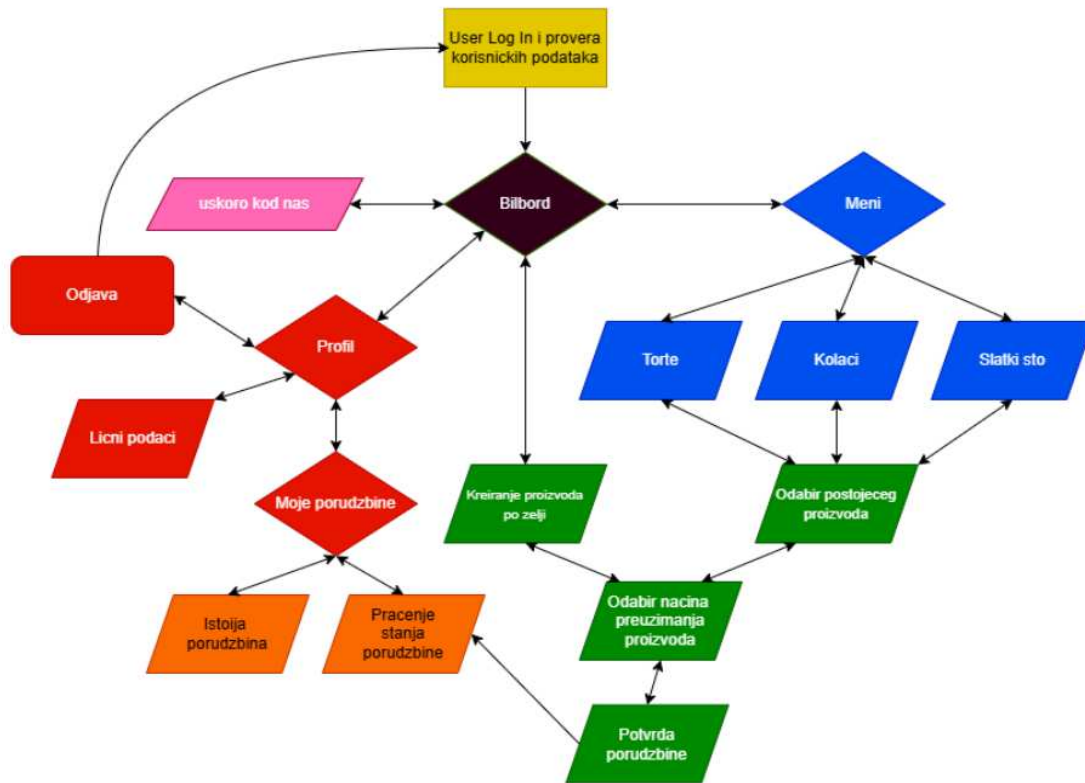 User Log In i provera
korisnickih podataka
uskoro kod nas
Bilbord
Meni
Odjava
Profil
Torte
Kolaci
Slatki sto
Licni podaci
Moje porudzbine
Kreiranje proizvoda
po zelji
Odabir postojeceg
proizvoda
Istoija
porudzbina
Pracenje
stanja
porudzbine
Odabir nacina
preuzimanja
proizvoda
Potvrda
porudzbine